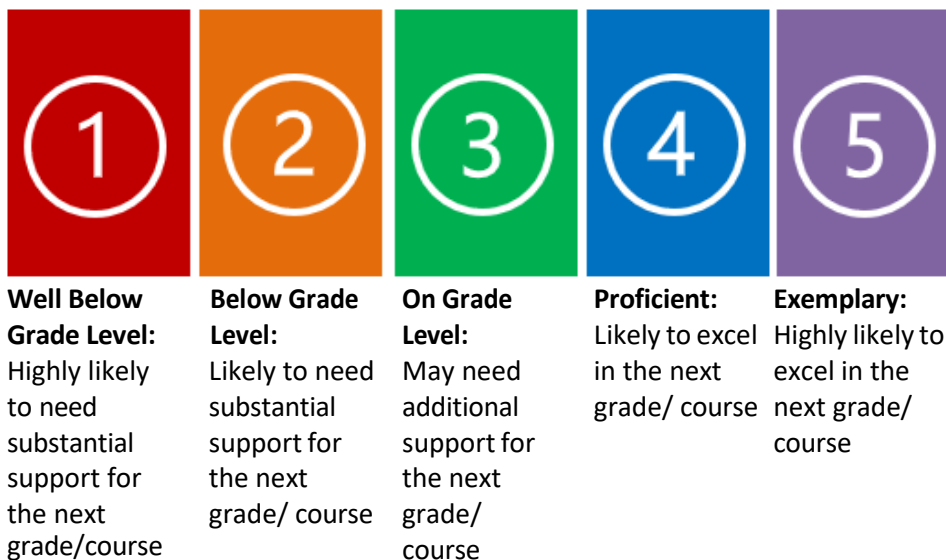 1
2
3
4
5
Well Below
Grade Level:
Highly likely
to need
substantial
support for
the next
grade/course
Below Grade
Level:
Likely to need
substantial
support for
the next
grade/ course
On Grade
Level:
May need
additional
support for
the next
grade/
course
Proficient:
Likely to excel
in the next
grade/ course
Exemplary:
Highly likely to
excel in the
next grade/
course